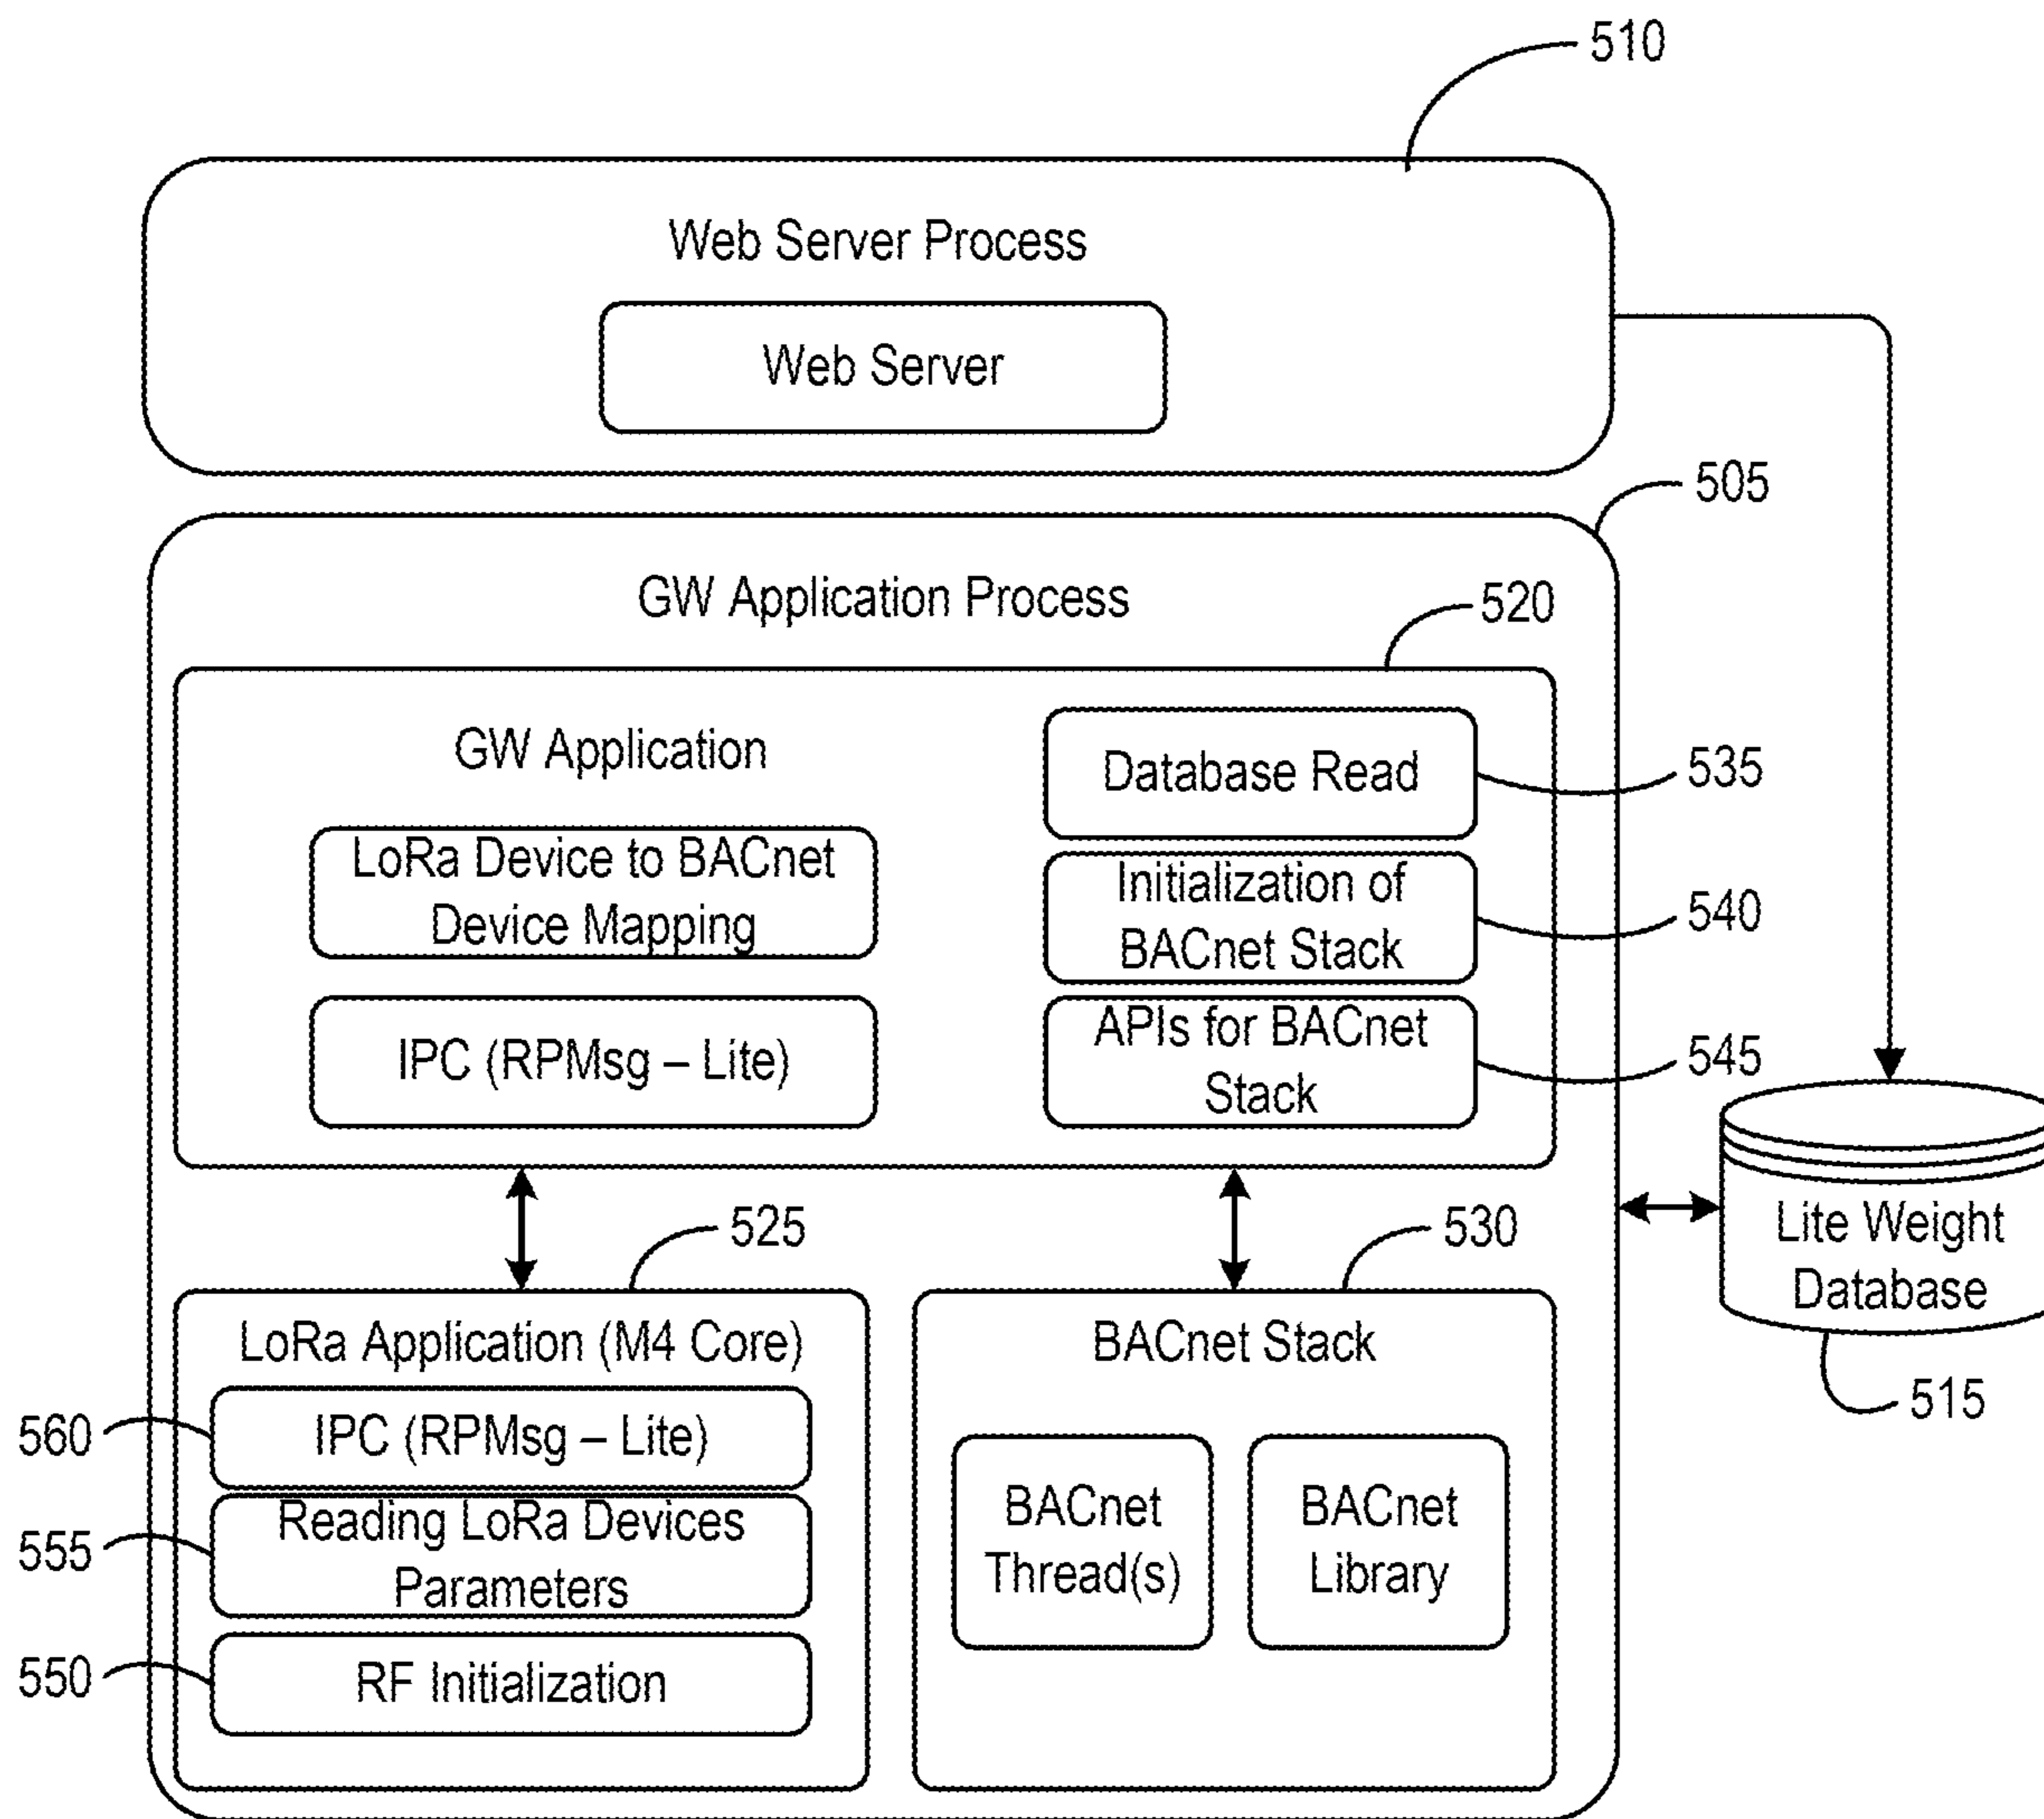 510
Web Server Process
Web Server
505
GW Application Process
520
GW Application
Database Read
535
LoRa Device to BACnet
Device Mapping
Initialization of
BACnet Stack
540
IPC (RPMsg – Lite)
APIs for BACnet
Stack
545
Lite Weight
Database
515
525
530
LoRa Application (M4 Core)
560
IPC (RPMsg – Lite)
555
Reading LoRa Devices
Parameters
550
RF Initialization
BACnet Stack
BACnet
Thread(s)
BACnet
Library